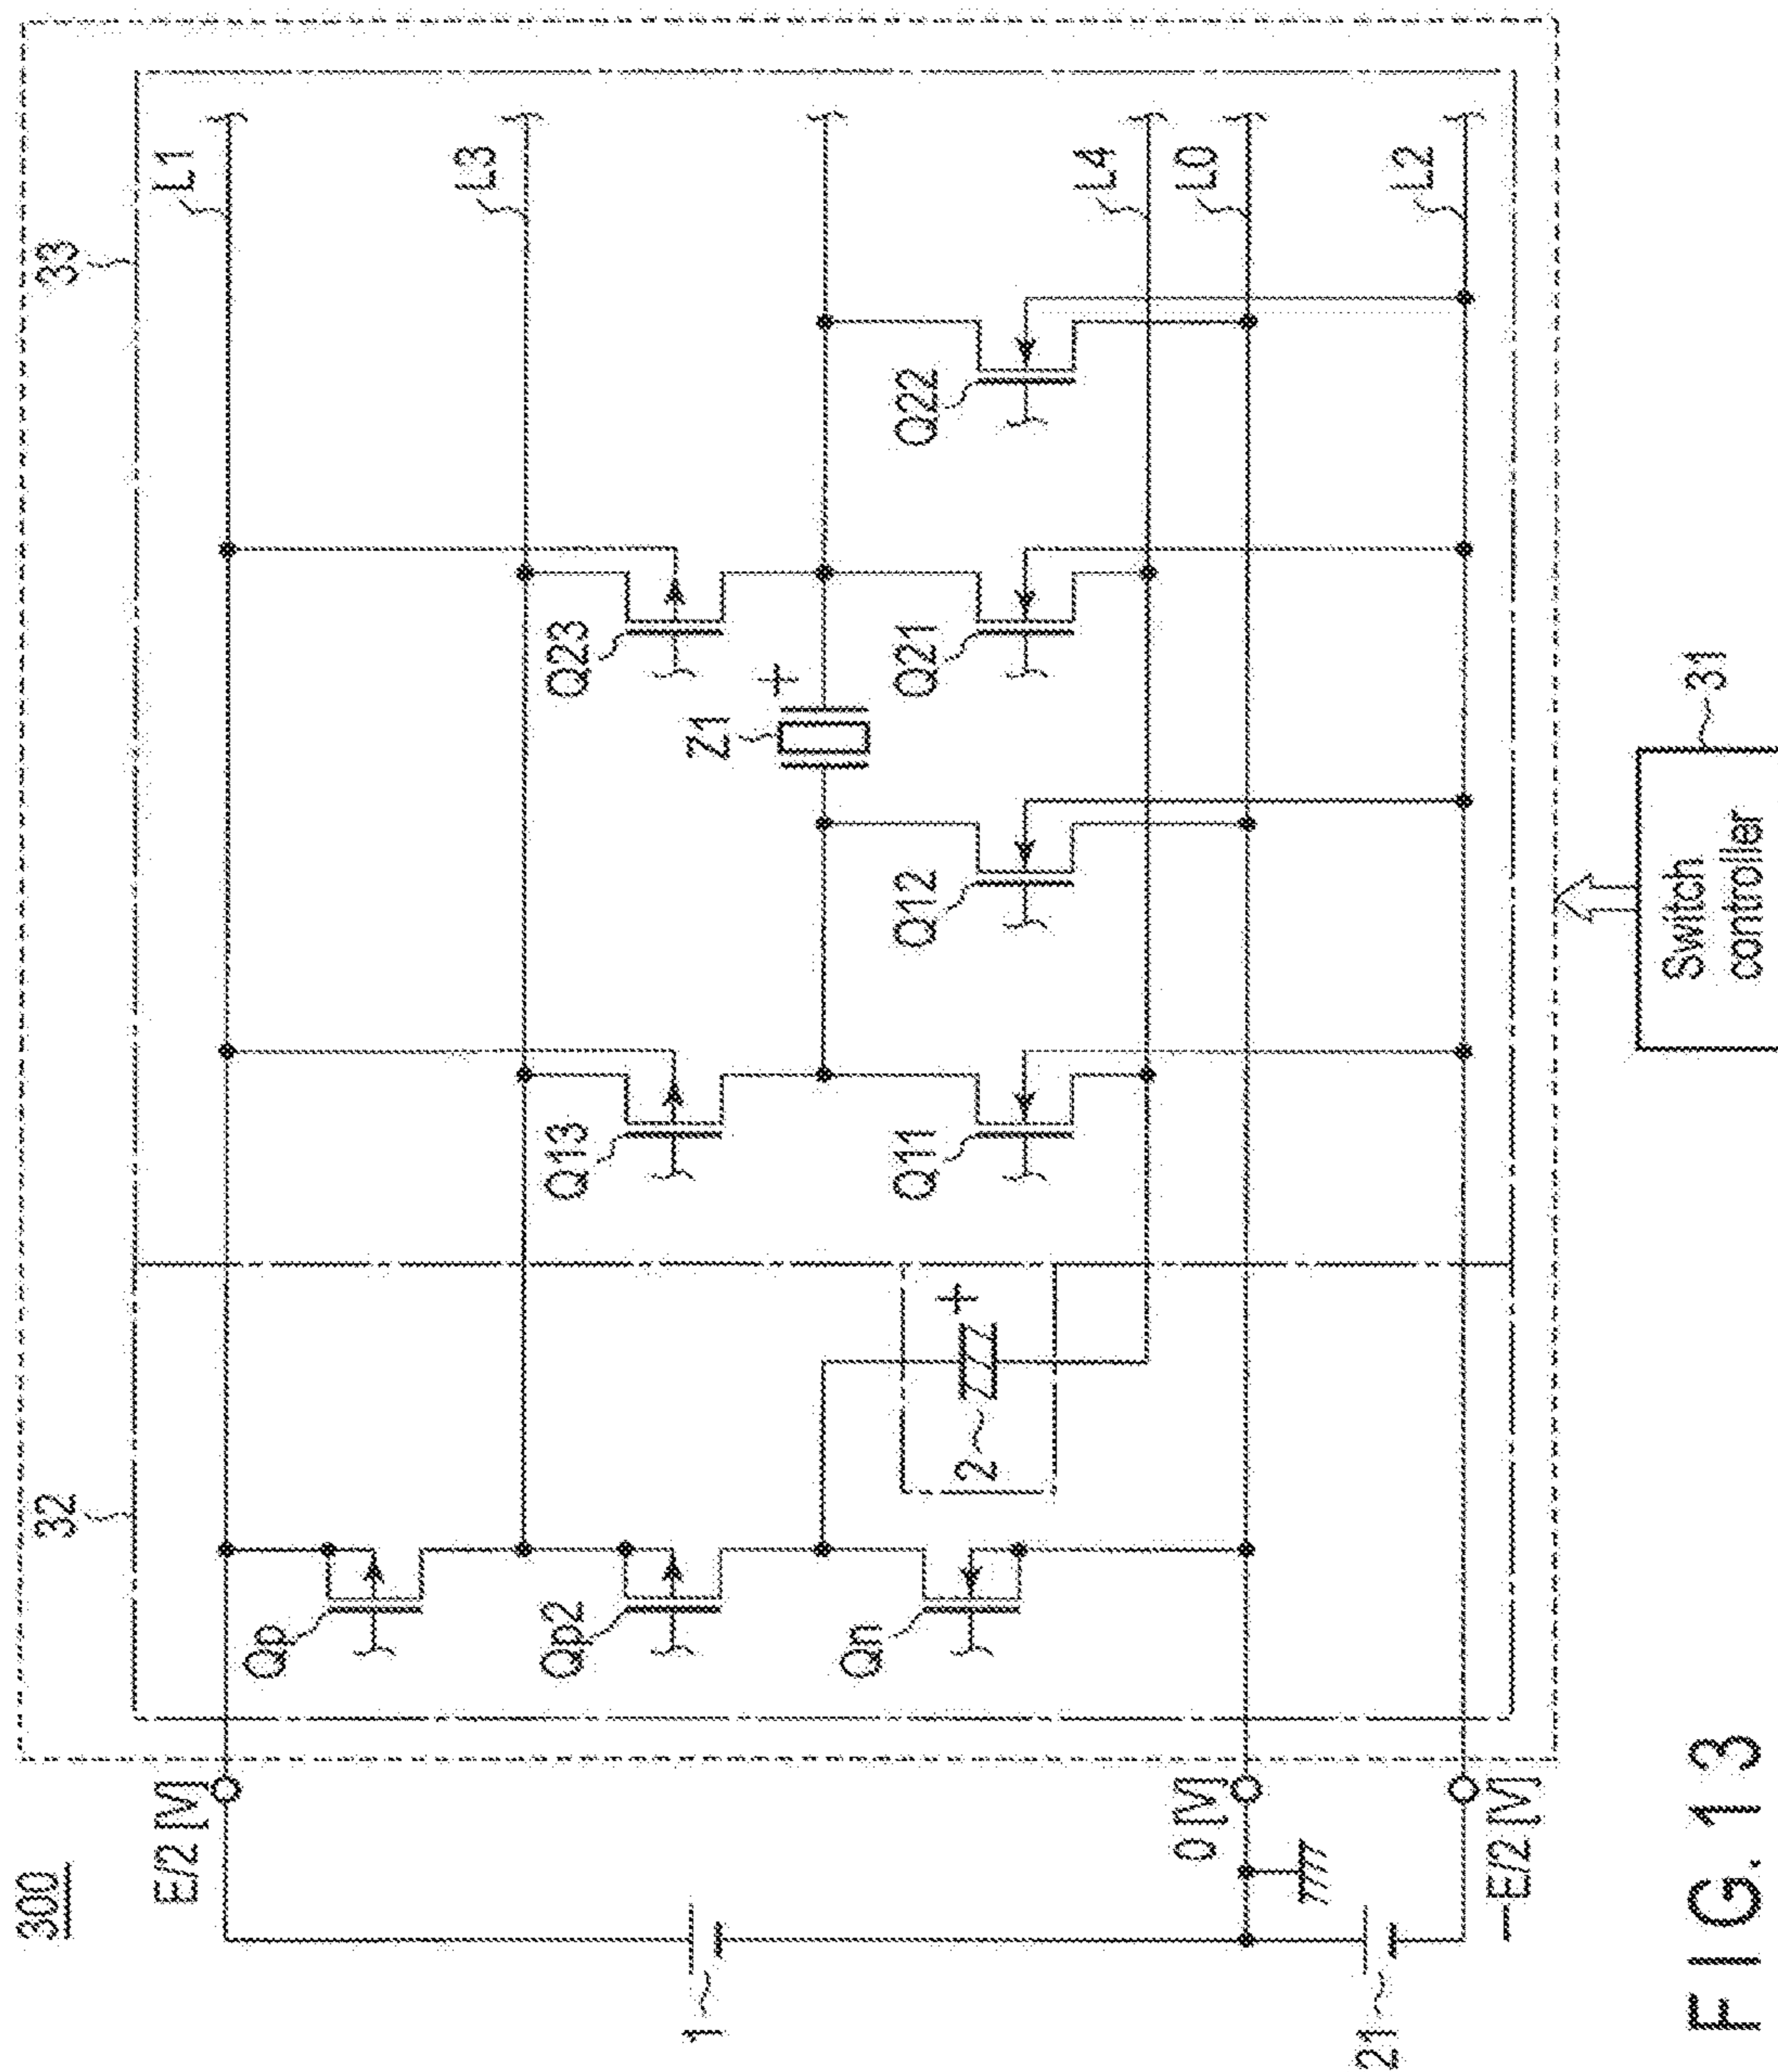 300
E/2 [V]
0 [V]
−E/2 [V]
1
21
32
33
L1
L3
L4
L0
L2
Qp
Qp2
Qn
2
+
Q13
Q11
Q12
Z1
+
Q23
Q21
Q22
Switch
controller
31
FIG. 13